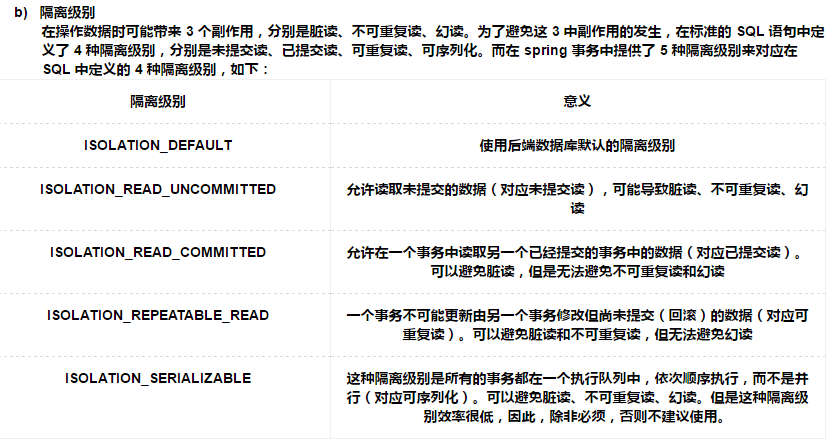 b) 隔离级别
在操作数据时可能带来 3 个副作用，分别是脏读、不可重复读、幻读。为了避免这 3 中副作用的发生，在标准的 SQL 语句中定
义了 4 种隔离级别，分别是未提交读、已提交读、可重复读、可序列化。而在 spring 事务中提供了 5 种隔离级别来对应在
SQL 中定义的 4 种隔离级别，如下：
隔离级别
意义
ISOLATION_DEFAULT
使用后端数据库默认的隔离级别
ISOLATION_READ_UNCOMMITTED
允许读取未提交的数据（对应未提交读），可能导致脏读、不可重复读、幻
读
ISOLATION_READ_COMMITTED
允许在一个事务中读取另一个已经提交的事务中的数据（对应已提交读）。
可以避免脏读，但是无法避免不可重复读和幻读
ISOLATION_REPEATABLE_READ
一个事务不可能更新由另一个事务修改但尚未提交（回滚）的数据（对应可
重复读）。可以避免脏读和不可重复读，但无法避免幻读
ISOLATION_SERIALIZABLE
这种隔离级别是所有的事务都在一个执行队列中，依次顺序执行，而不是并
行（对应可序列化）。可以避免脏读、不可重复读、幻读。但是这种隔离级
别效率很低，因此，除非必须，否则不建议使用。